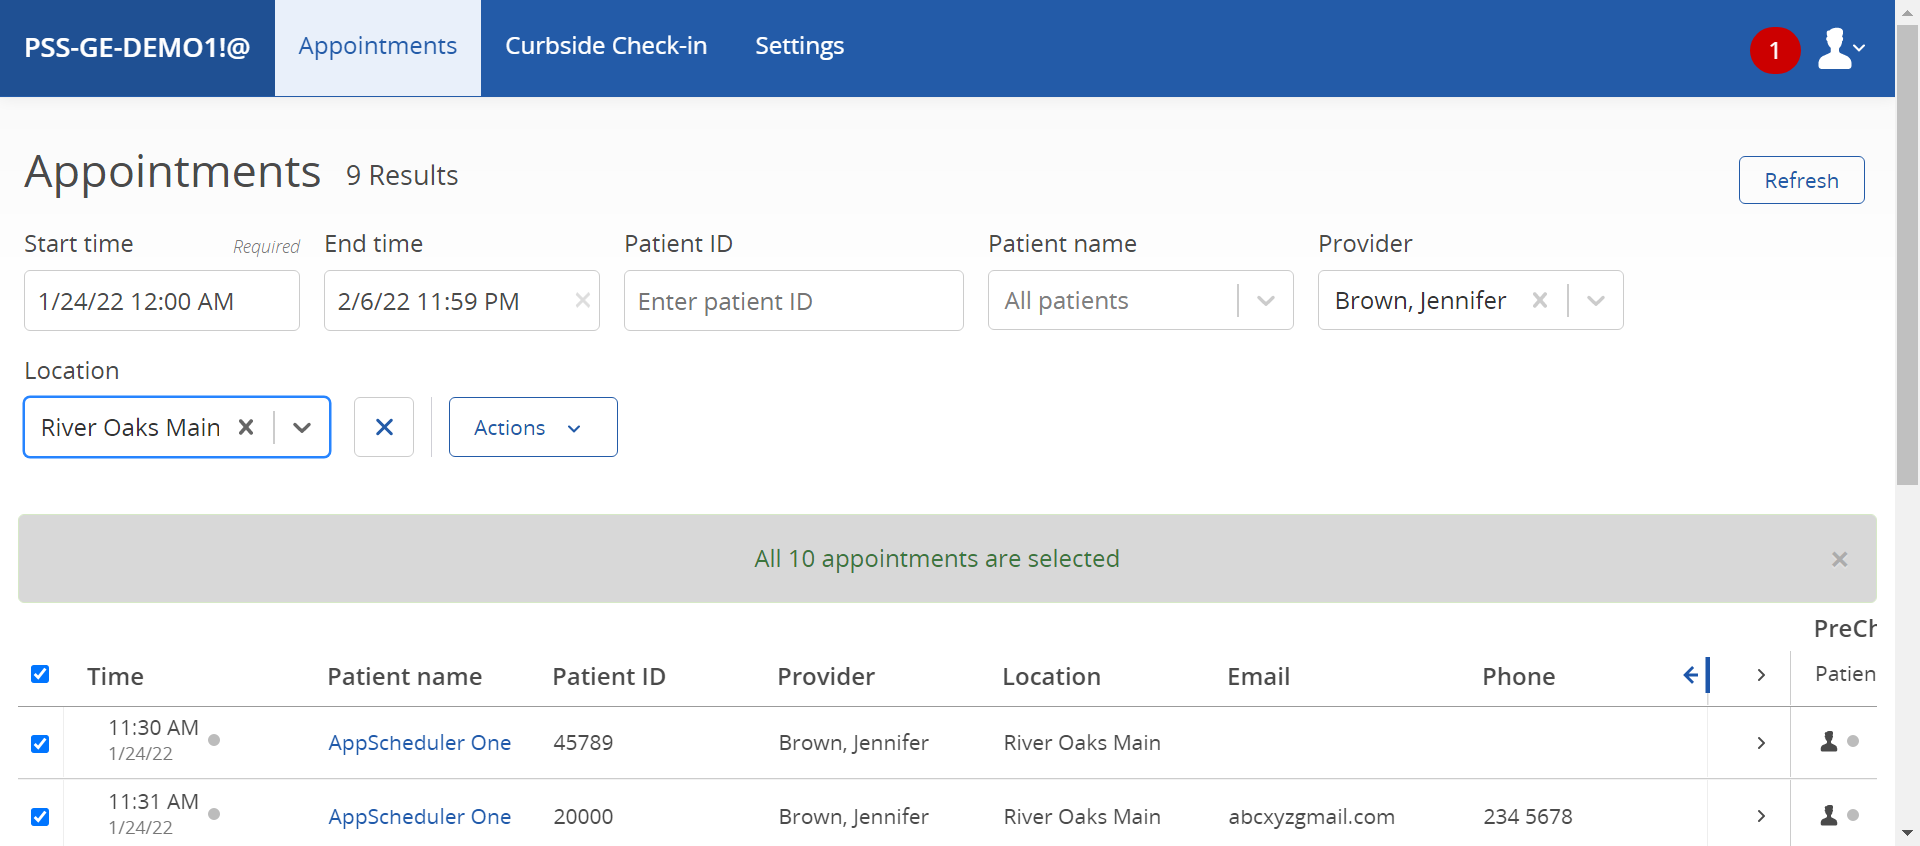 PSS-GE-DEMO1!@ Appointments Curbside Check-in Settings 1
Appointments 9 Results Refresh
Start time Required End time Patient ID Patient name Provider
1/24/22 12:00 AM 2/6/22 11:59 PM Enter patient ID All patients Brown, Jennifer
Location
River Oaks Main Actions
All 10 appointments are selected
PreCh
Time Patient name Patient ID Provider Location Email Phone Patien
11:30 AM
1/24/22 AppScheduler One 45789 Brown, Jennifer River Oaks Main
11:31 AM
1/24/22 AppScheduler One 20000 Brown, Jennifer River Oaks Main abcxyzgmail.com 234 5678